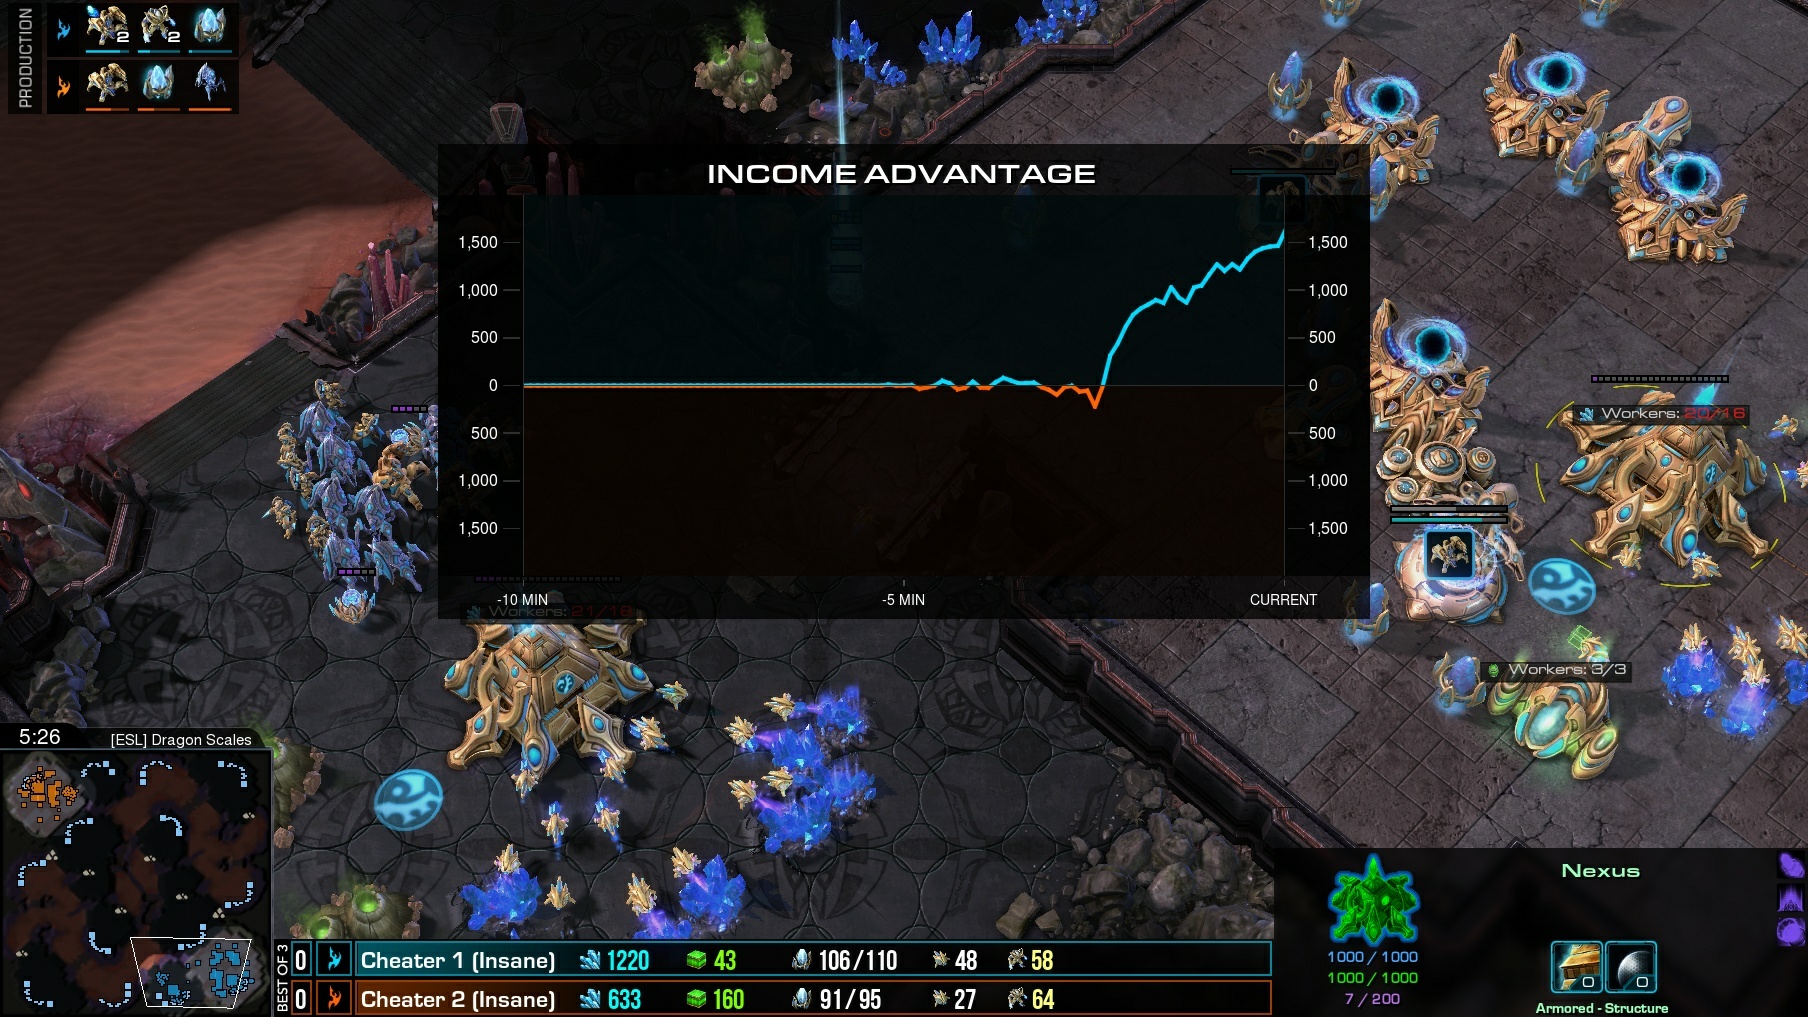 PRODUCTION
2
2
INCOME ADVANTAGE
1,500
1,500
1,000
1,000
500
500
0
0
500
500
1,000
1,000
1,500
1,500
-10 MIN
-5 MIN
CURRENT
Workers: 20/16
Workers: 21/16
Workers: 3/3
5:26
[ESL] Dragon Scales
Nexus
1000 / 1000
1000 / 1000
7 / 200
Armored - Structure
0
0
BEST OF 3
0
Cheater 1 (Insane)
1220
43
106/110
48
58
0
Cheater 2 (Insane)
633
160
91/95
27
64